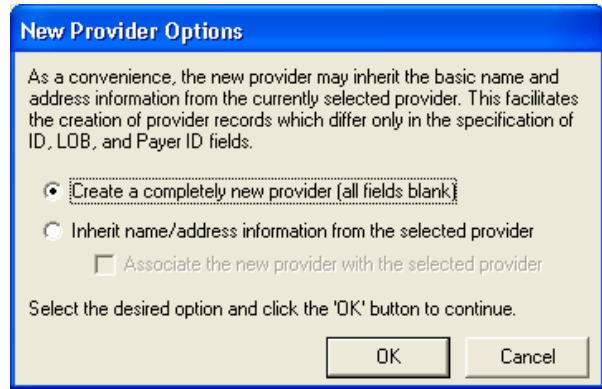 New Provider Options
As a convenience, the new provider may inherit the basic name and
address information from the currently selected provider. This facilitates
the creation of provider records which differ only in the specification of
ID, LOB, and Payer ID fields.
Create a completely new provider (all fields blank)
Inherit name/address information from the selected provider
Associate the new provider with the selected provider
Select the desired option and click the 'OK' button to continue.
OK Cancel